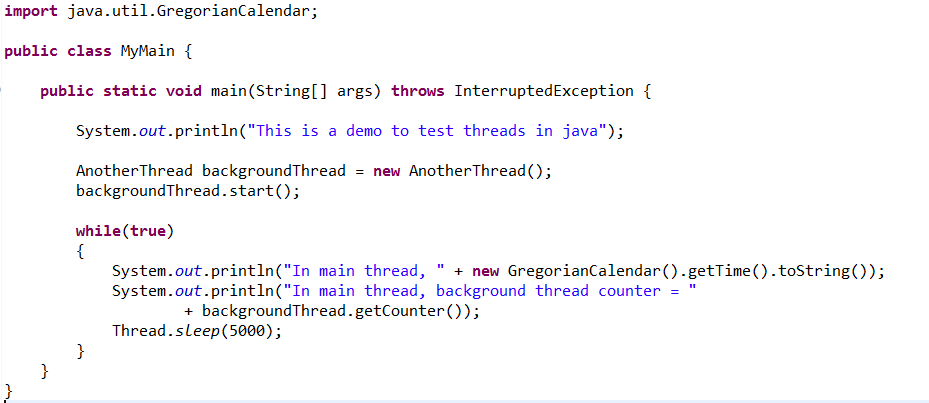 import java.util.GregorianCalendar;
public class MyMain {
public static void main(String[] args) throws InterruptedException {
System.out.println("This is a demo to test threads in java");
AnotherThread backgroundThread = new AnotherThread();
backgroundThread.start();
while(true)
{
System.out.println("In main thread, " + new GregorianCalendar().getTime().toString());
System.out.println("In main thread, background thread counter = "
+ backgroundThread.getCounter());
Thread.sleep(5000);
}
}
}